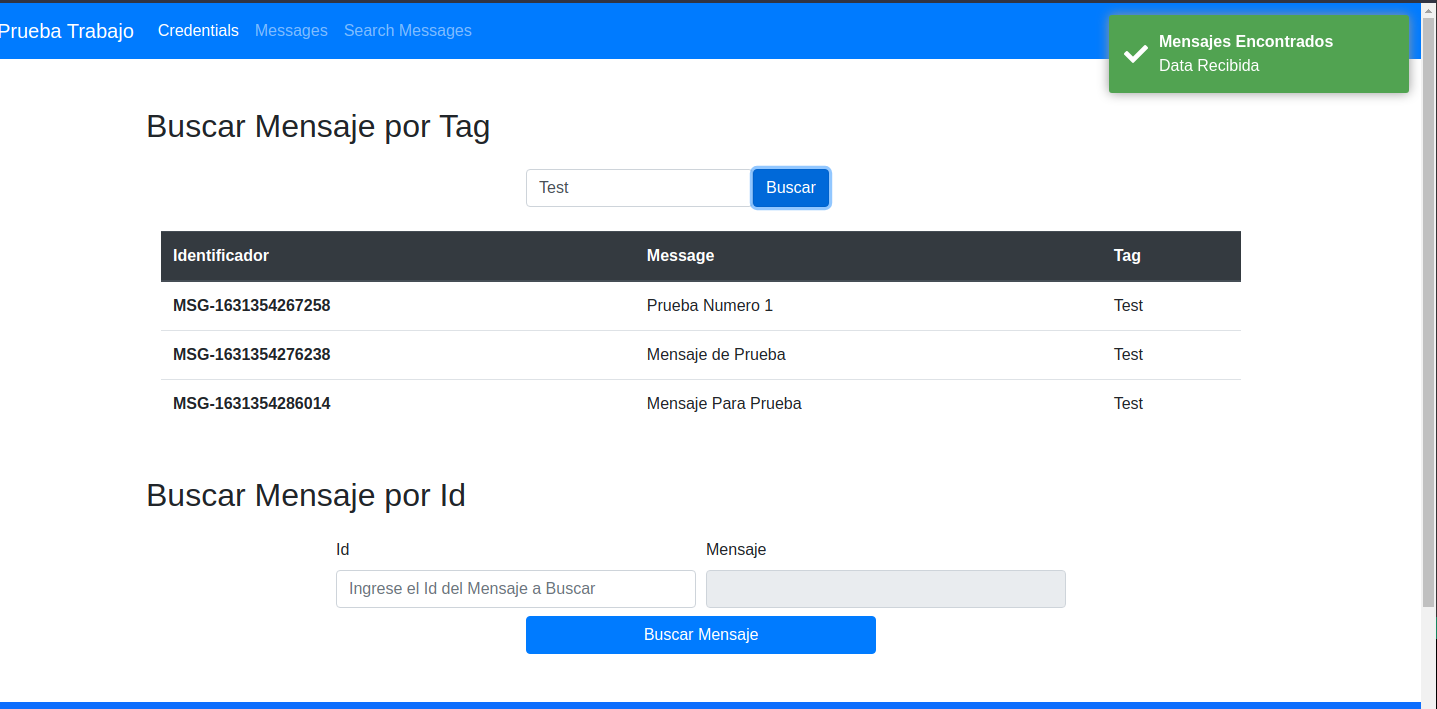 Prueba Trabajo Credentials Messages Search Messages
Mensajes Encontrados
Data Recibida
Buscar Mensaje por Tag
Test Buscar
Identificador Message Tag
MSG-1631354267258 Prueba Numero 1 Test
MSG-1631354276238 Mensaje de Prueba Test
MSG-1631354286014 Mensaje Para Prueba Test
Buscar Mensaje por Id
Id Mensaje
Ingrese el Id del Mensaje a Buscar
Buscar Mensaje